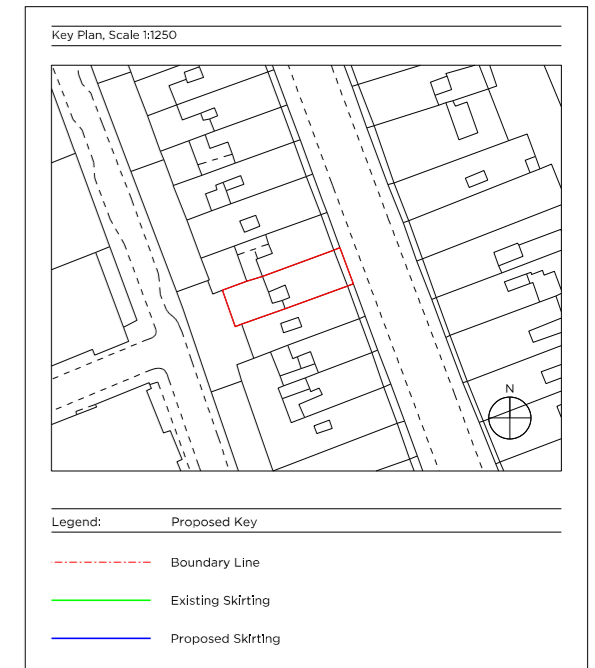 Key Plan, Scale 1:1250
N
Legend: Proposed Key
Boundary Line
Existing Skirting
Proposed Skirting